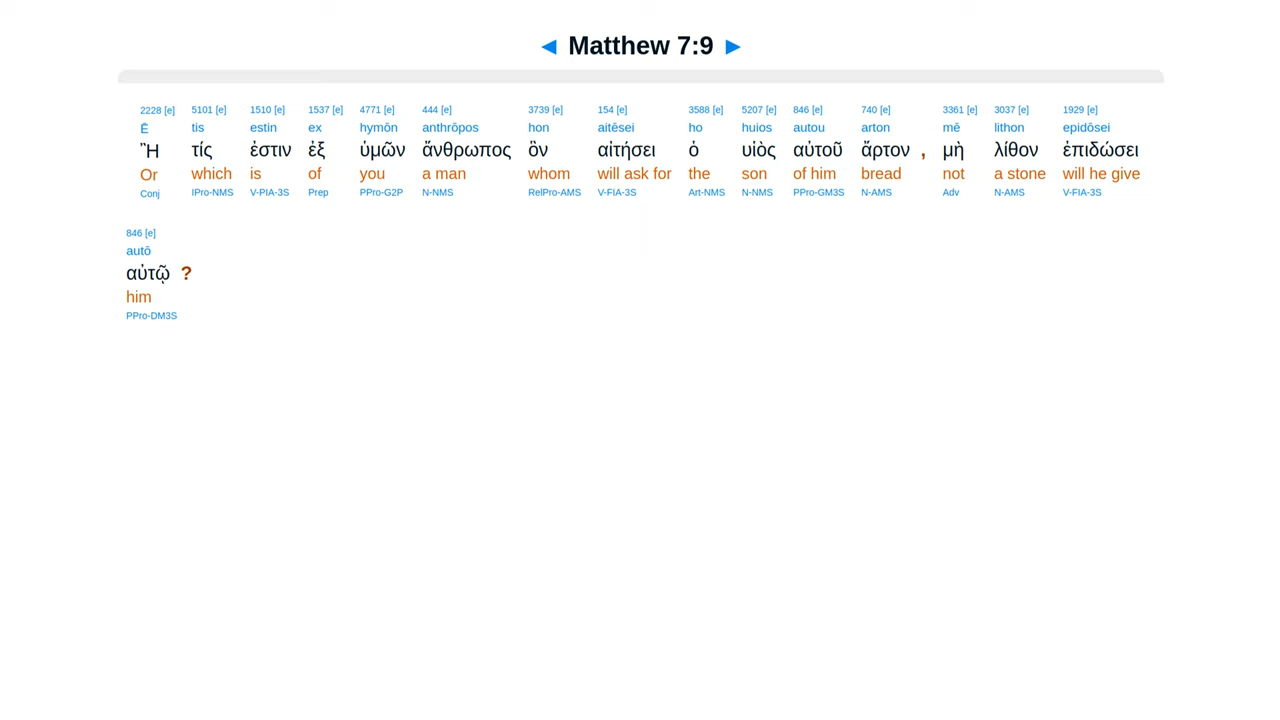 ◄ Matthew 7:9 ►
2228 [e] 5101 [e] 1510 [e] 1537 [e] 4771 [e] 444 [e] 3739 [e] 154 [e] 3588 [e] 5207 [e] 846 [e] 740 [e] 3361 [e] 3037 [e] 1929 [e]
Ē tis estin ex hymōn anthrōpos hon aitēsei ho huios autou arton mē lithon epidōsei
Ἢ τίς ἐστιν ἐξ ὑμῶν ἄνθρωπος ὃν αἰτήσει ὁ υἱὸς αὐτοῦ ἄρτον , μὴ λίθον ἐπιδώσει
Or which is of you a man whom will ask for the son of him bread not a stone will he give
Conj IPro-NMS V-PIA-3S Prep PPro-G2P N-NMS RelPro-AMS V-FIA-3S Art-NMS N-NMS PPro-GM3S N-AMS Adv N-AMS V-FIA-3S
846 [e]
autō
αὐτῷ ?
him
PPro-DM3S